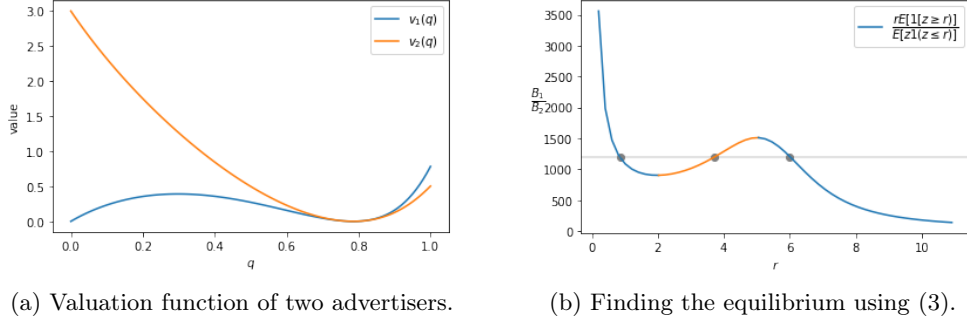 3.0
2.5
2.0
1.5
1.0
0.5
0.0
value
0.0 0.2 0.4 0.6 0.8 1.0
q
v₁(q)
v₂(q)
3500
3000
2500
2000
1500
1000
500
0
B₁/B₂
0 2 4 6 8 10
r
rE[1[z ≥ r)]/E[z1(z ≤ r)]
(a) Valuation function of two advertisers.
(b) Finding the equilibrium using (3).